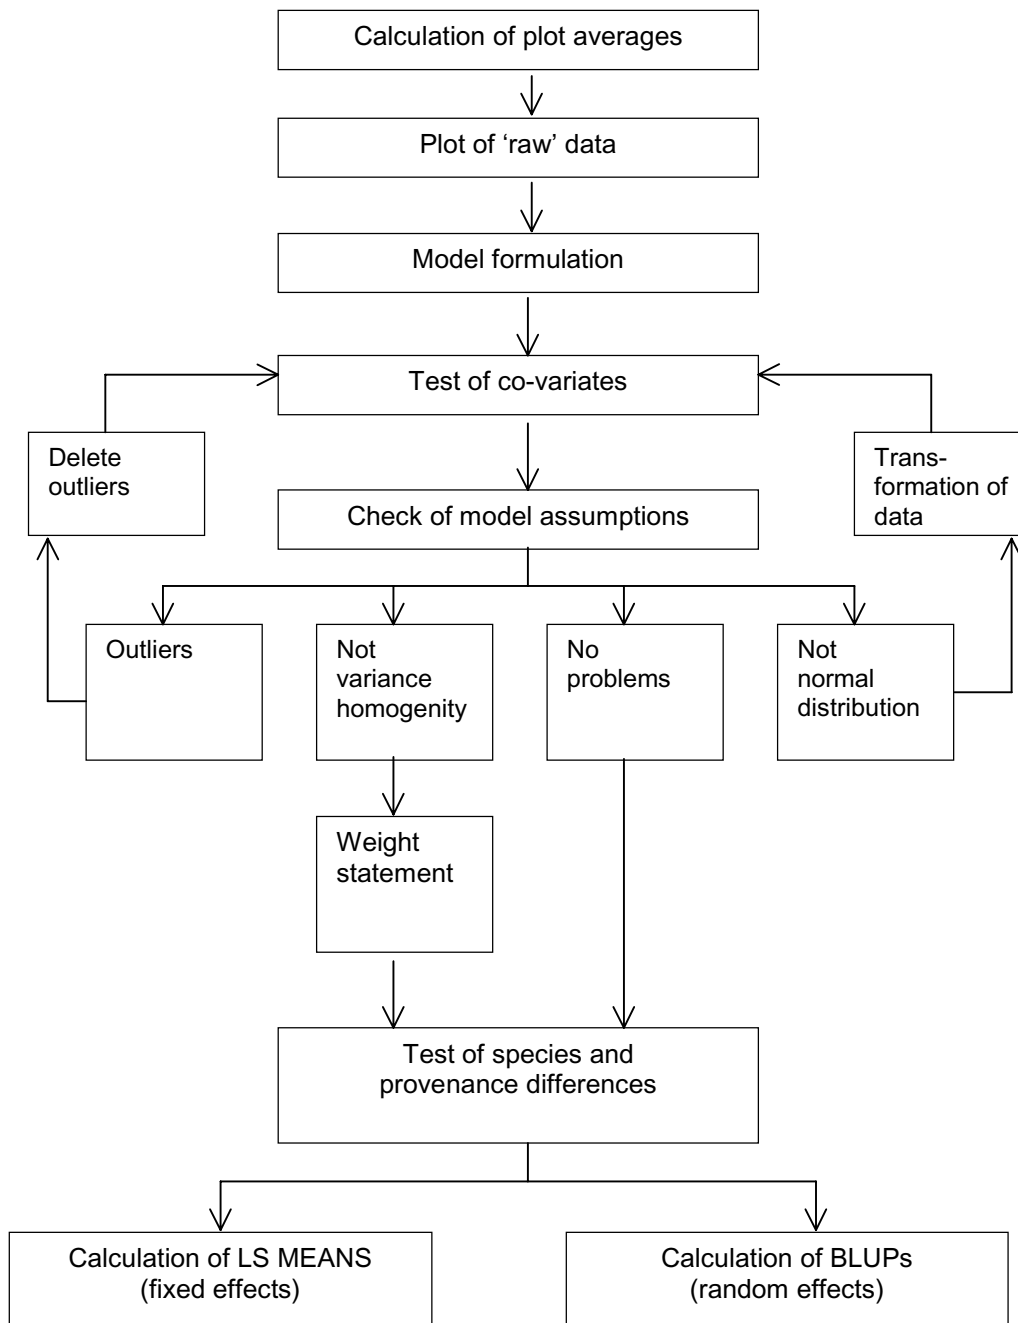 Calculation of plot averages
Plot of ‘raw’ data
Model formulation
Test of co-variates
Delete
outliers
Trans-
formation of
data
Check of model assumptions
Outliers
Not
variance
homogenity
No
problems
Not
normal
distribution
Weight
statement
Test of species and
provenance differences
Calculation of LS MEANS
(fixed effects)
Calculation of BLUPs
(random effects)